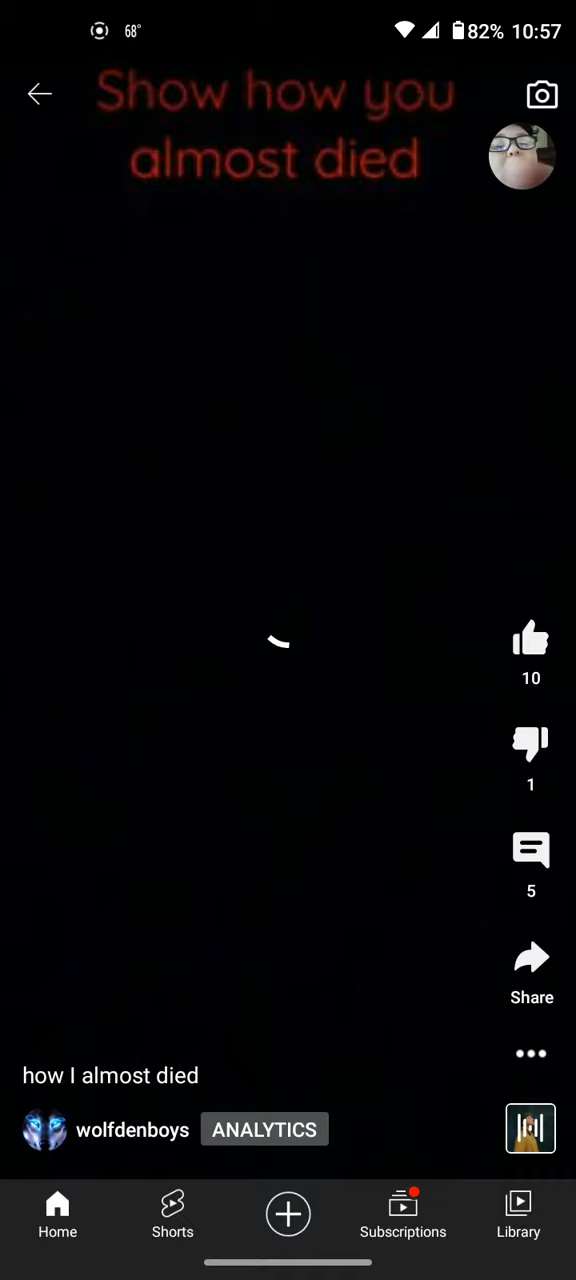 68°
82% 10:57
Show how you
almost died
10
1
5
Share
how I almost died
wolfdenboys ANALYTICS
Home Shorts Subscriptions Library